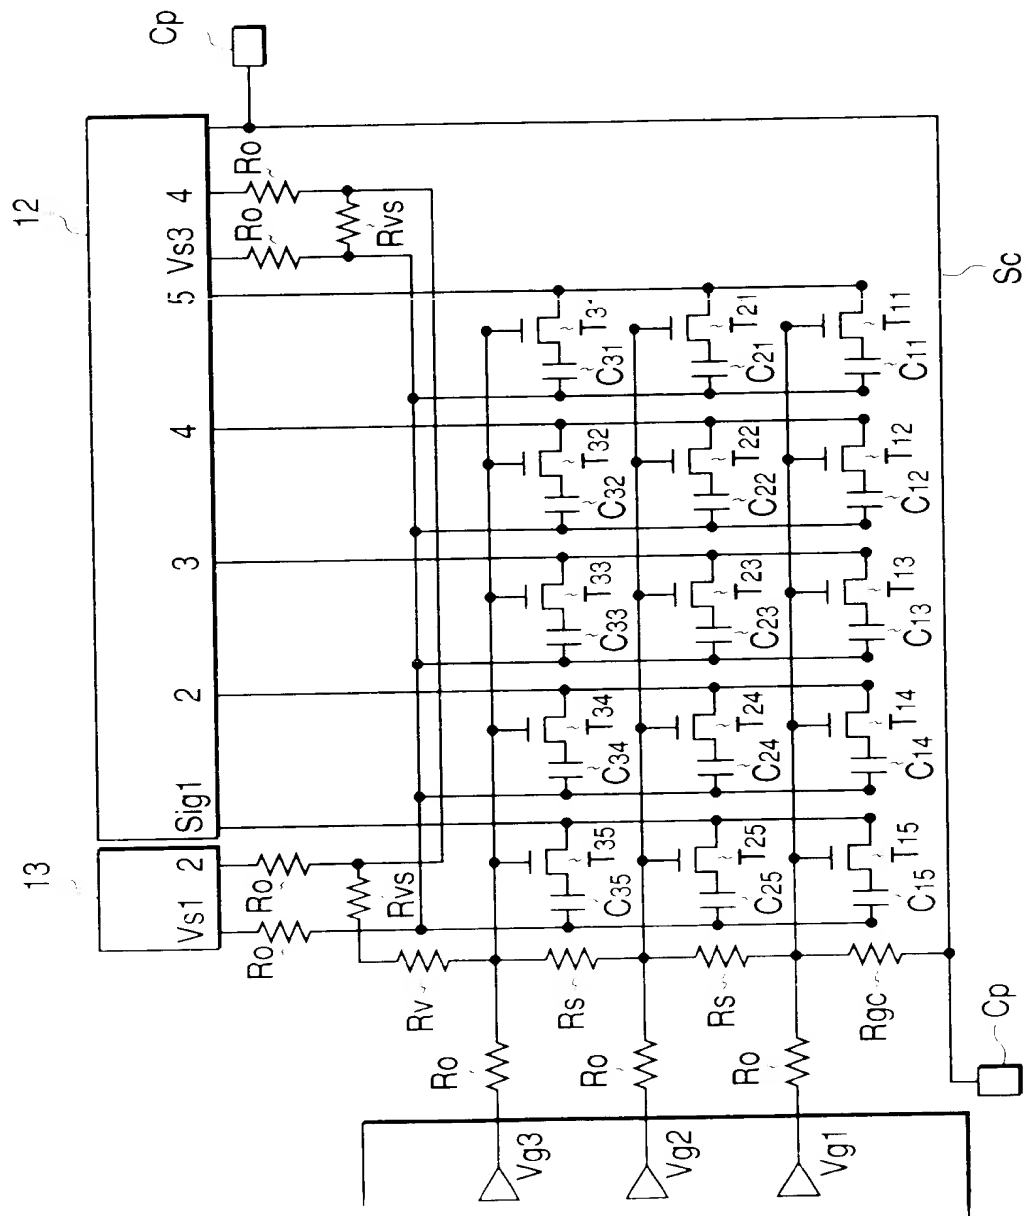 13
12
Cp
Vs1
2
Sig1
2
3
4
5
Vs3
4
Ro
Ro
Ro
Ro
Rvs
Rvs
Rv
Ro
Vg3
Rs
C35
T35
C34
T34
C33
T33
C32
T32
C31
Ro
Vg2
Rs
C25
T25
C24
T24
C23
T23
C22
T22
C21
T21
Ro
Vg1
Rgc
C15
T15
C14
T14
C13
T13
C12
T12
C11
T11
Cp
Sc